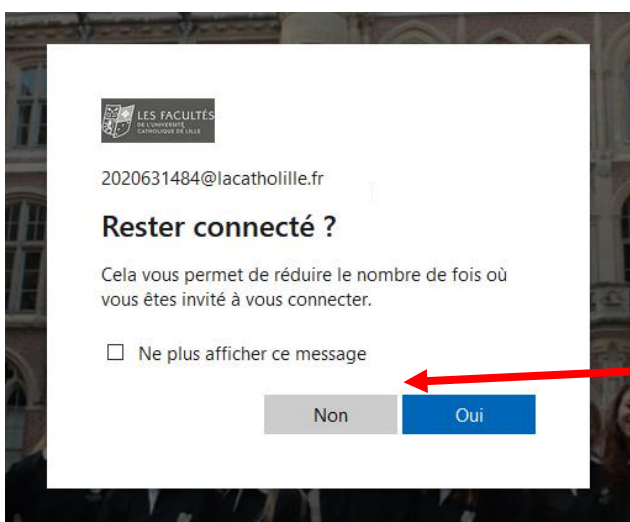 LES FACULTÉS
DE L'UNIVERSITÉ
CATHOLIQUE DE LILLE
2020631484@lacatholille.fr
Rester connecté ?
Cela vous permet de réduire le nombre de fois où
vous êtes invité à vous connecter.
Ne plus afficher ce message
Non
Oui